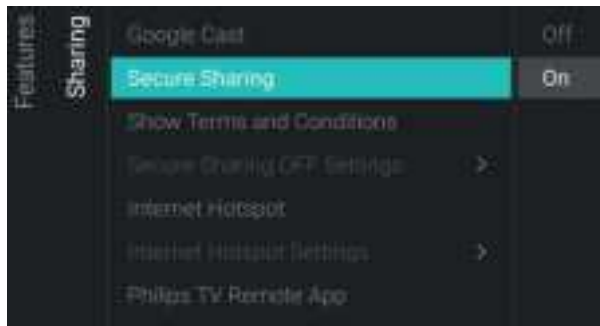 Features
Sharing
Google Cast Off
Secure Sharing On
Show Terms and Conditions
Secure Sharing OFF Settings >
Internet Hotspot
Internet Hotspot Settings >
Philips TV Remote App